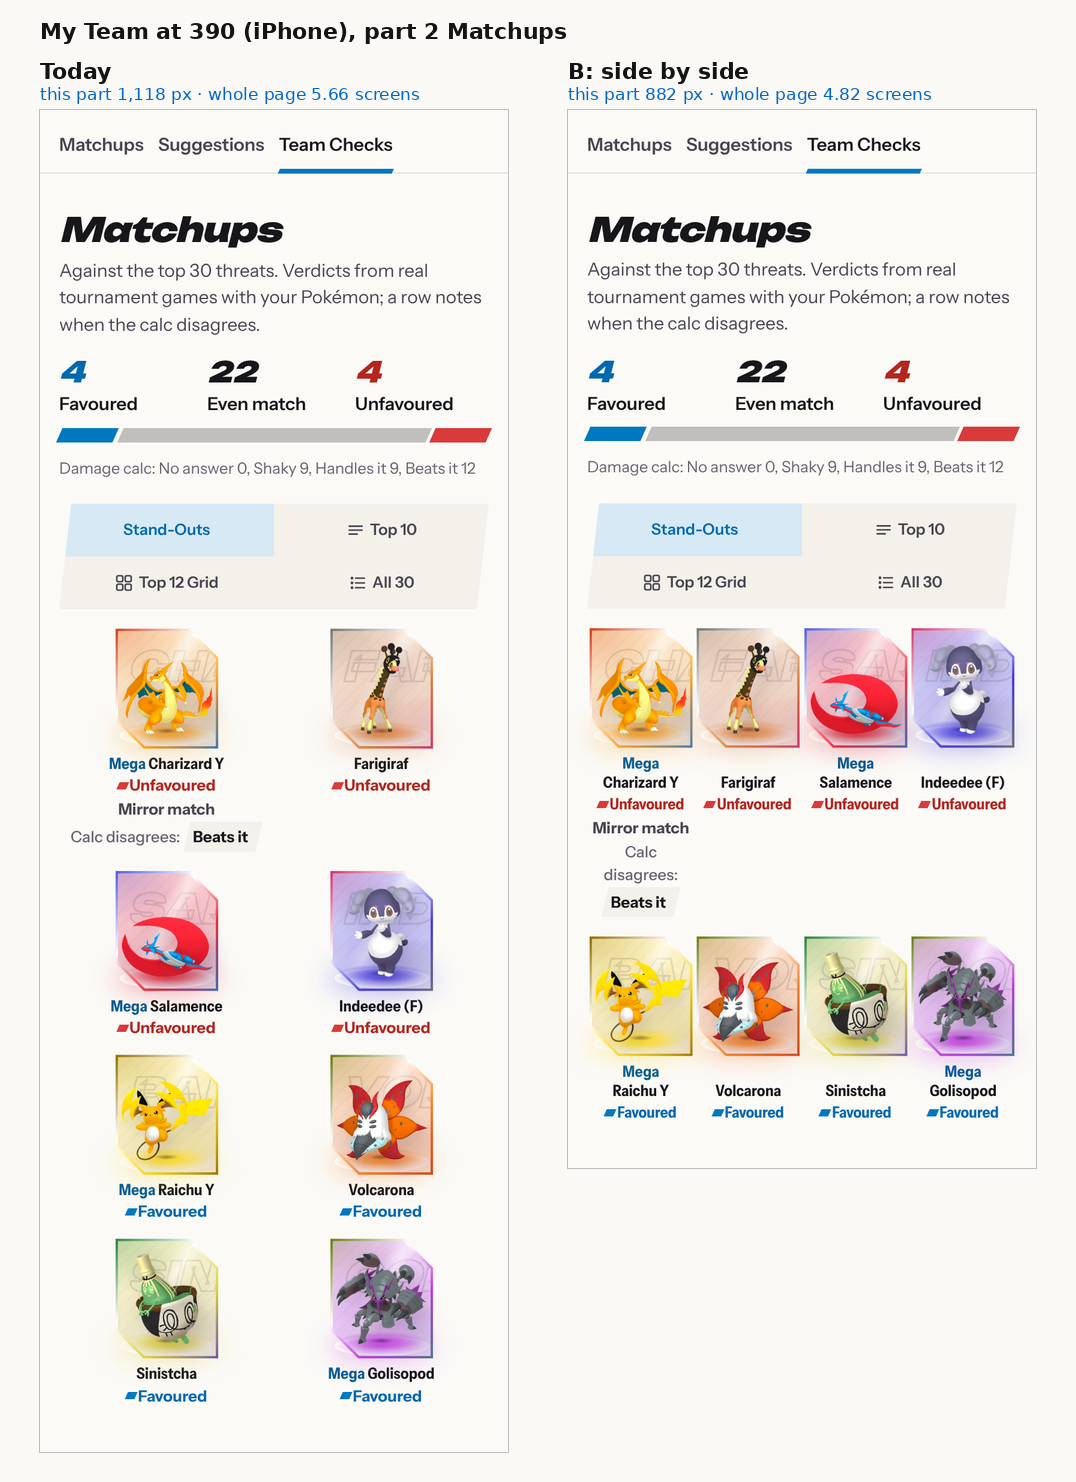 My Team at 390 (iPhone), part 2 Matchups
Today
this part 1,118 px · whole page 5.66 screens
Matchups Suggestions Team Checks
Matchups
Against the top 30 threats. Verdicts from real
tournament games with your Pokémon; a row notes
when the calc disagrees.
4 22 4
Favoured Even match Unfavoured
Damage calc: No answer 0, Shaky 9, Handles it 9, Beats it 12
Stand-Outs Top 10
Top 12 Grid All 30
Mega Charizard Y Farigiraf
Unfavoured Unfavoured
Mirror match
Calc disagrees: Beats it
Mega Salamence Indeedee (F)
Unfavoured Unfavoured
Mega Raichu Y Volcarona
Favoured Favoured
Sinistcha Mega Golisopod
Favoured Favoured
B: side by side
this part 882 px · whole page 4.82 screens
Matchups Suggestions Team Checks
Matchups
Against the top 30 threats. Verdicts from real
tournament games with your Pokémon; a row notes
when the calc disagrees.
4 22 4
Favoured Even match Unfavoured
Damage calc: No answer 0, Shaky 9, Handles it 9, Beats it 12
Stand-Outs Top 10
Top 12 Grid All 30
Mega Mega
Charizard Y Farigiraf Salamence Indeedee (F)
Unfavoured Unfavoured Unfavoured Unfavoured
Mirror match
Calc
disagrees:
Beats it
Mega Mega
Raichu Y Volcarona Sinistcha Golisopod
Favoured Favoured Favoured Favoured